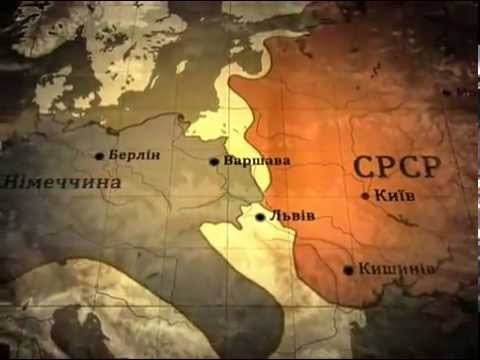 Берлін
Варшава
СРСР
Німеччина
Київ
Львів
Кишинів